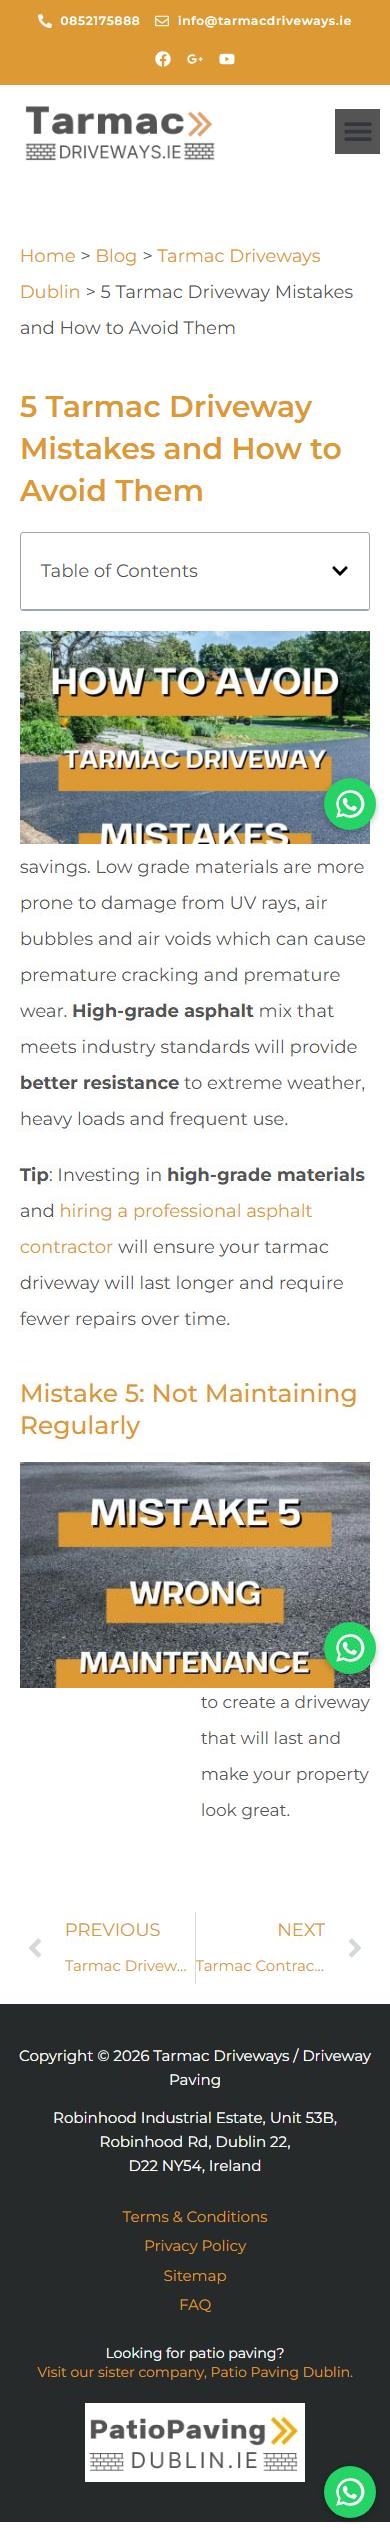 0852175888 info@tarmacdriveways.ie
Tarmac
DRIVEWAYS.IE
Home > Blog > Tarmac Driveways
Dublin > 5 Tarmac Driveway Mistakes
and How to Avoid Them
5 Tarmac Driveway
Mistakes and How to
Avoid Them
Table of Contents
HOW TO AVOID
TARMAC DRIVEWAY
MISTAKES
savings. Low grade materials are more
prone to damage from UV rays, air
bubbles and air voids which can cause
premature cracking and premature
wear. High-grade asphalt mix that
meets industry standards will provide
better resistance to extreme weather,
heavy loads and frequent use.
Tip: Investing in high-grade materials
and hiring a professional asphalt
contractor will ensure your tarmac
driveway will last longer and require
fewer repairs over time.
Mistake 5: Not Maintaining
Regularly
MISTAKE 5
WRONG
MAINTENANCE
to create a driveway
that will last and
make your property
look great.
PREVIOUS NEXT
Tarmac Drivew... Tarmac Contrac...
Copyright © 2026 Tarmac Driveways / Driveway
Paving
Robinhood Industrial Estate, Unit 53B,
Robinhood Rd, Dublin 22,
D22 NY54, Ireland
Terms & Conditions
Privacy Policy
Sitemap
FAQ
Looking for patio paving?
Visit our sister company, Patio Paving Dublin.
PatioPaving
DUBLIN.IE